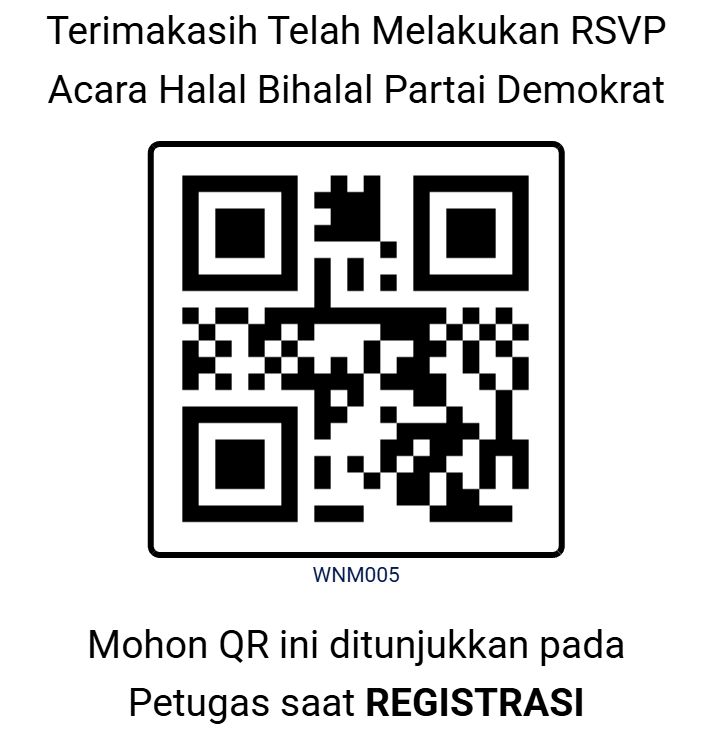 Terimakasih Telah Melakukan RSVP
Acara Halal Bihalal Partai Demokrat
WNM005
Mohon QR ini ditunjukkan pada
Petugas saat REGISTRASI